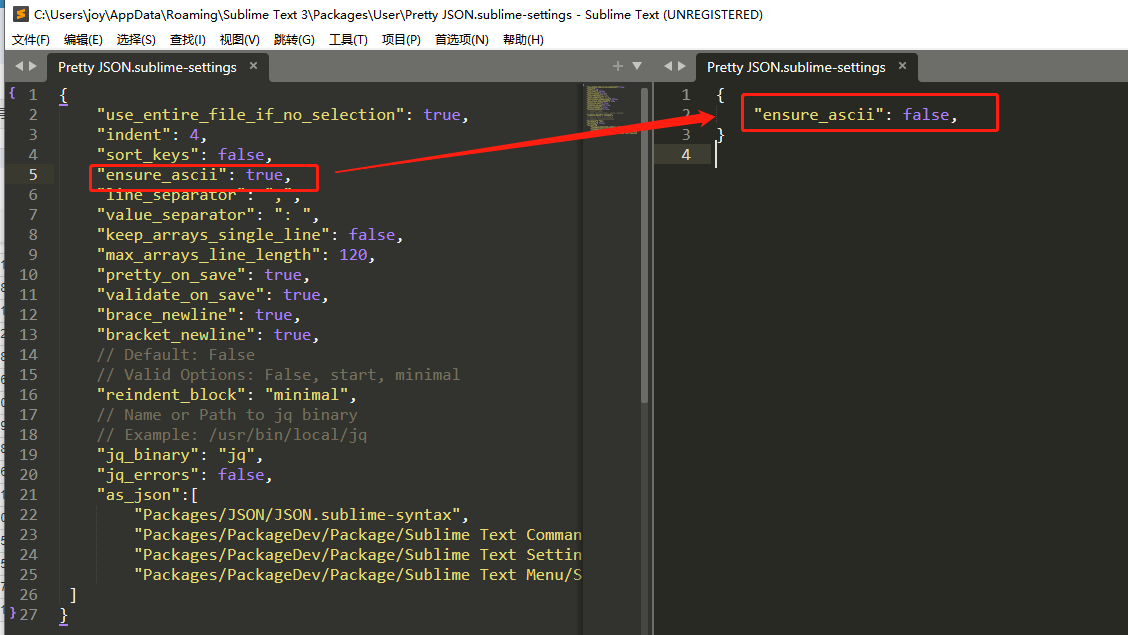 C:\Users\joy\AppData\Roaming\Sublime Text 3\Packages\User\Pretty JSON.sublime-settings - Sublime Text (UNREGISTERED)
文件(F) 编辑(E) 选择(S) 查找(I) 视图(V) 跳转(G) 工具(T) 项目(P) 首选项(N) 帮助(H)
Pretty JSON.sublime-settings ×
1 {
2 "use_entire_file_if_no_selection": true,
3 "indent": 4,
4 "sort_keys": false,
5 "ensure_ascii": true,
6 "line_separator": ",",
7 "value_separator": ": ",
8 "keep_arrays_single_line": false,
9 "max_arrays_line_length": 120,
10 "pretty_on_save": true,
11 "validate_on_save": true,
12 "brace_newline": true,
13 "bracket_newline": true,
14 // Default: False
15 // Valid Options: False, start, minimal
16 "reindent_block": "minimal",
17 // Name or Path to jq binary
18 // Example: /usr/bin/local/jq
19 "jq_binary": "jq",
20 "jq_errors": false,
21 "as_json":[
22 "Packages/JSON/JSON.sublime-syntax",
23 "Packages/PackageDev/Package/Sublime Text Comman
24 "Packages/PackageDev/Package/Sublime Text Settin
25 "Packages/PackageDev/Package/Sublime Text Menu/S
26 ]
27 }
Pretty JSON.sublime-settings ×
1 {
2 "ensure_ascii": false,
3 }
4